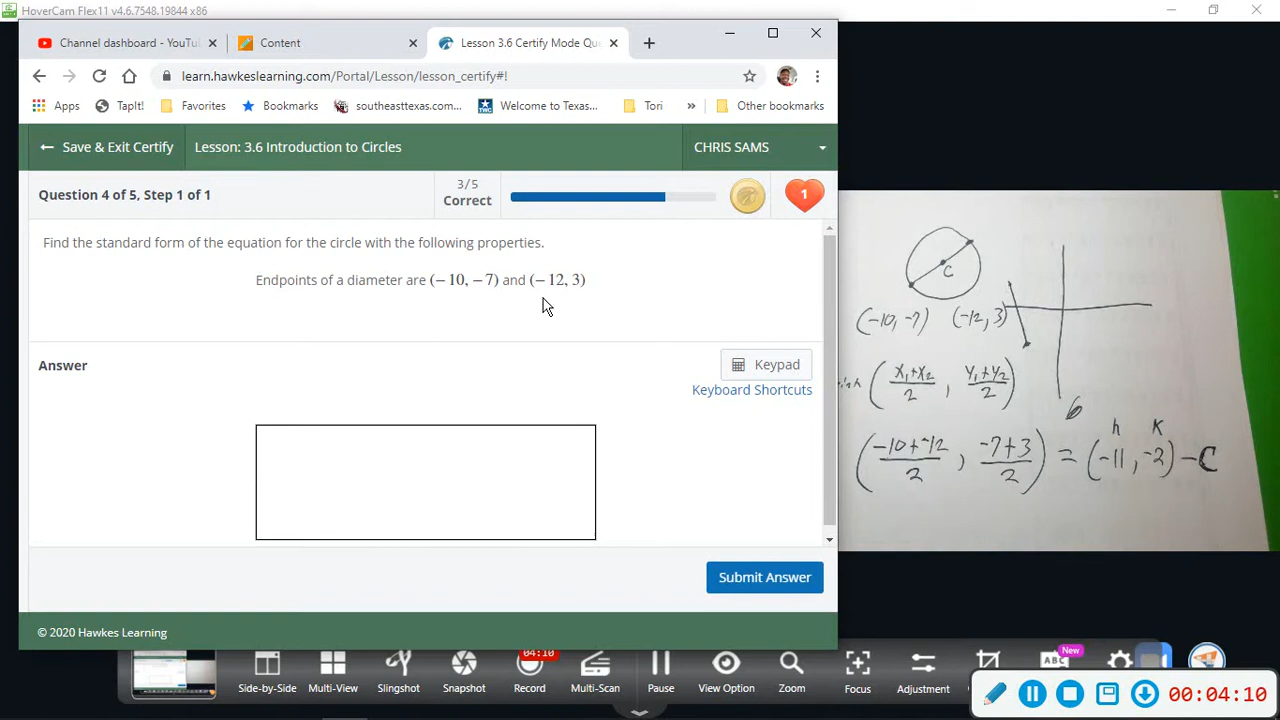 HoverCam Flex11 v4.6.7548.19844 x86
Channel dashboard - YouTu
Content
Lesson 3.6 Certify Mode Qu
learn.hawkeslearning.com/Portal/Lesson/lesson_certify#!
Apps
TapIt!
Favorites
Bookmarks
southeasttexas.com...
Welcome to Texas...
Tori
»
Other bookmarks
← Save & Exit Certify
Lesson: 3.6 Introduction to Circles
CHRIS SAMS
Question 4 of 5, Step 1 of 1
3/5
Correct
1
Find the standard form of the equation for the circle with the following properties.
Endpoints of a diameter are (−10, −7) and (−12, 3)
Answer
Keypad
Keyboard Shortcuts
Submit Answer
© 2020 Hawkes Learning
C
(-10, -7) (-12, 3)
(x₁+x₂/2, y₁+y₂/2)
h k
(-10+-12/2, -7+3/2) = (-11, -2) - C
04:10
New
ABC
Side-by-Side
Multi-View
Slingshot
Snapshot
Record
Multi-Scan
Pause
View Option
Zoom
Focus
Adjustment
00:04:10